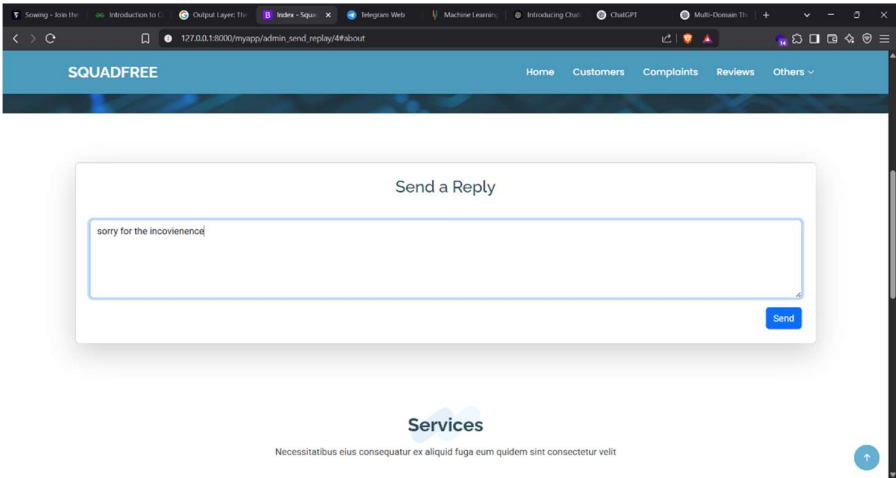 Sowing - Join the
Introduction to C
Output Layer: The
Index - Squa
Telegram Web
Machine Learning
Introducing Chat
ChatGPT
Multi-Domain Th
127.0.0.1:8000/myapp/admin_send_replay/4#about
14
SQUADFREE
Home Customers Complaints Reviews Others
Send a Reply
sorry for the incovienence
Send
Services
Necessitatibus eius consequatur ex aliquid fuga eum quidem sint consectetur velit